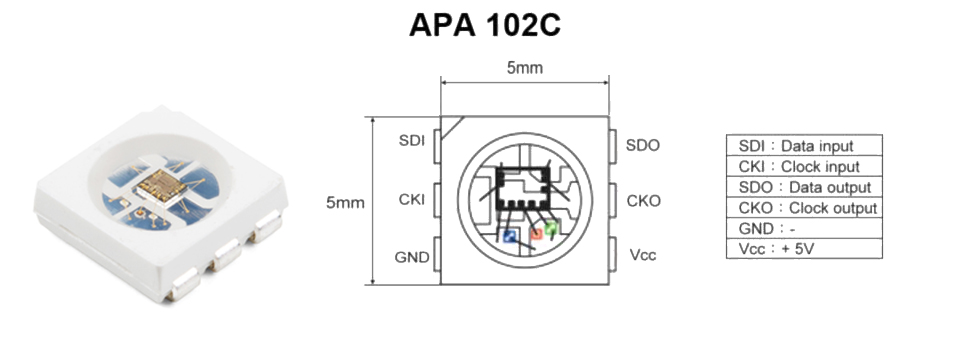 APA 102C
5mm
5mm
SDI
CKI
GND
SDO
CKO
Vcc
SDI : Data input
CKI : Clock input
SDO : Data output
CKO : Clock output
GND : -
Vcc : + 5V